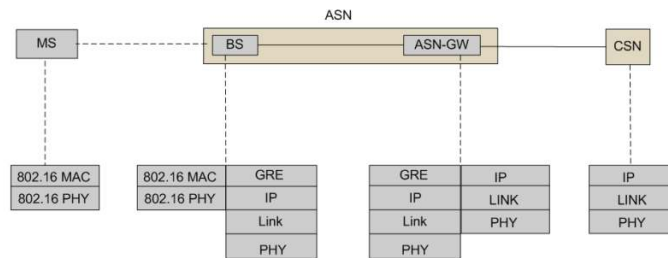 ASN
MS
BS
ASN-GW
CSN
802.16 MAC
802.16 PHY
802.16 MAC
802.16 PHY
GRE
IP
Link
PHY
GRE
IP
Link
PHY
IP
LINK
PHY
IP
LINK
PHY